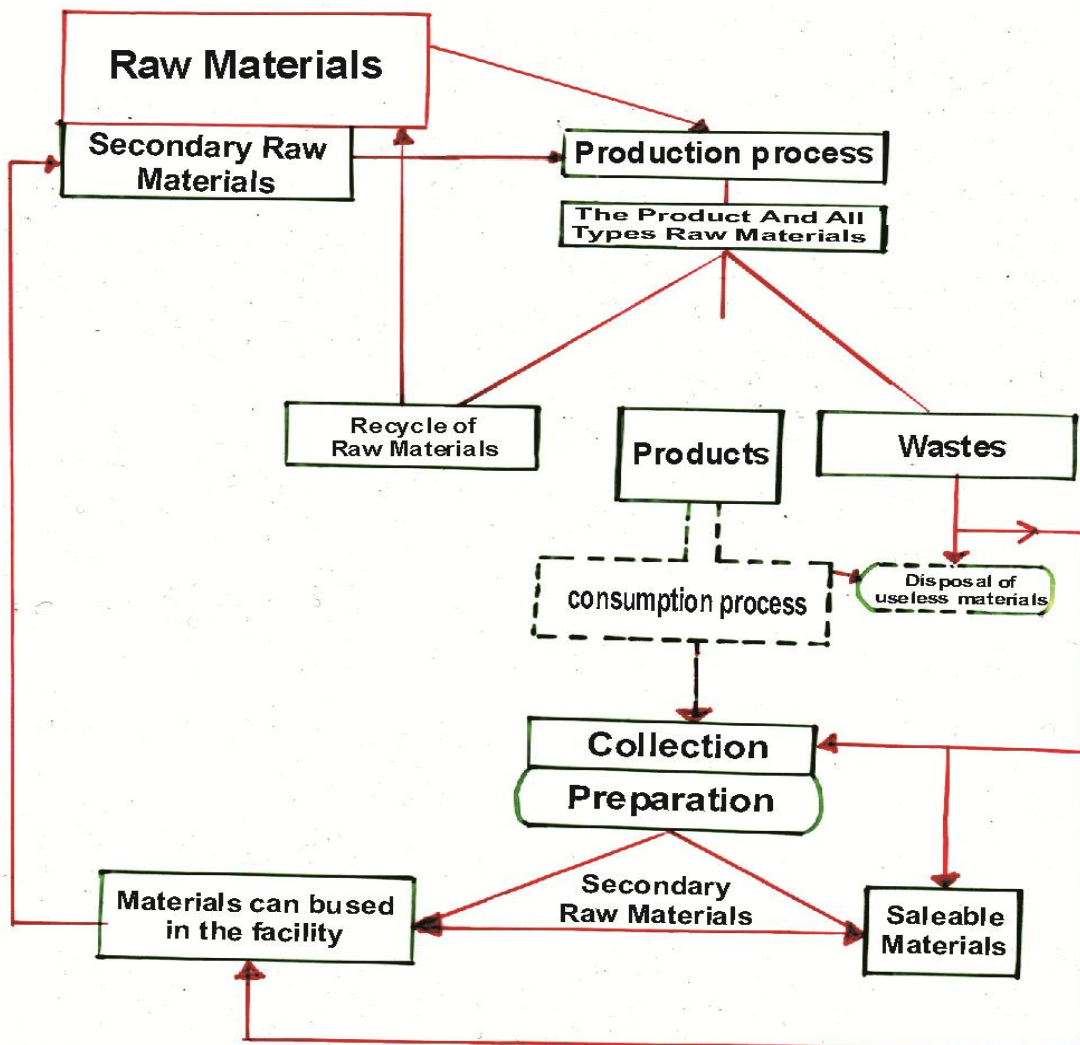 Raw Materials
Secondary Raw
Materials
Production process
The Product And All
Types Raw Materials
Recycle of
Raw Materials
Products
Wastes
consumption process
Disposal of
useless materials
Collection
Preparation
Secondary
Raw Materials
Materials can bused
in the facility
Saleable
Materials